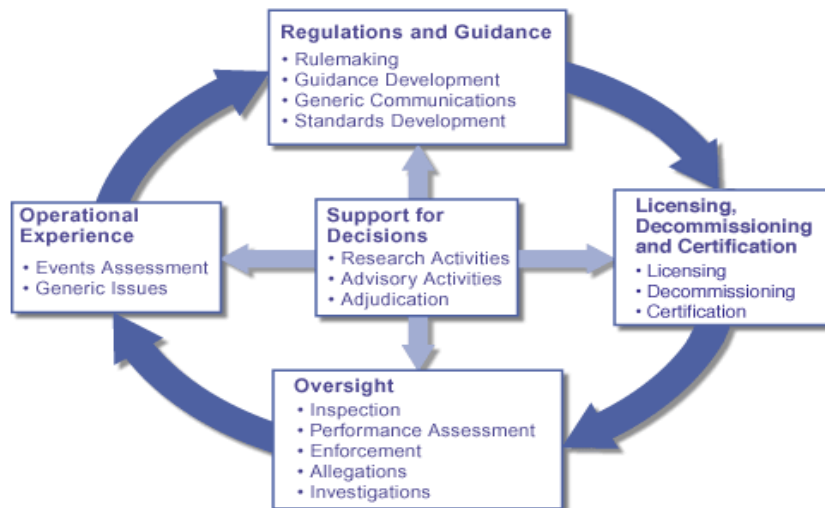 Regulations and Guidance
• Rulemaking
• Guidance Development
• Generic Communications
• Standards Development
Operational
Experience
• Events Assessment
• Generic Issues
Support for
Decisions
• Research Activities
• Advisory Activities
• Adjudication
Licensing,
Decommissioning
and Certification
• Licensing
• Decommissioning
• Certification
Oversight
• Inspection
• Performance Assessment
• Enforcement
• Allegations
• Investigations